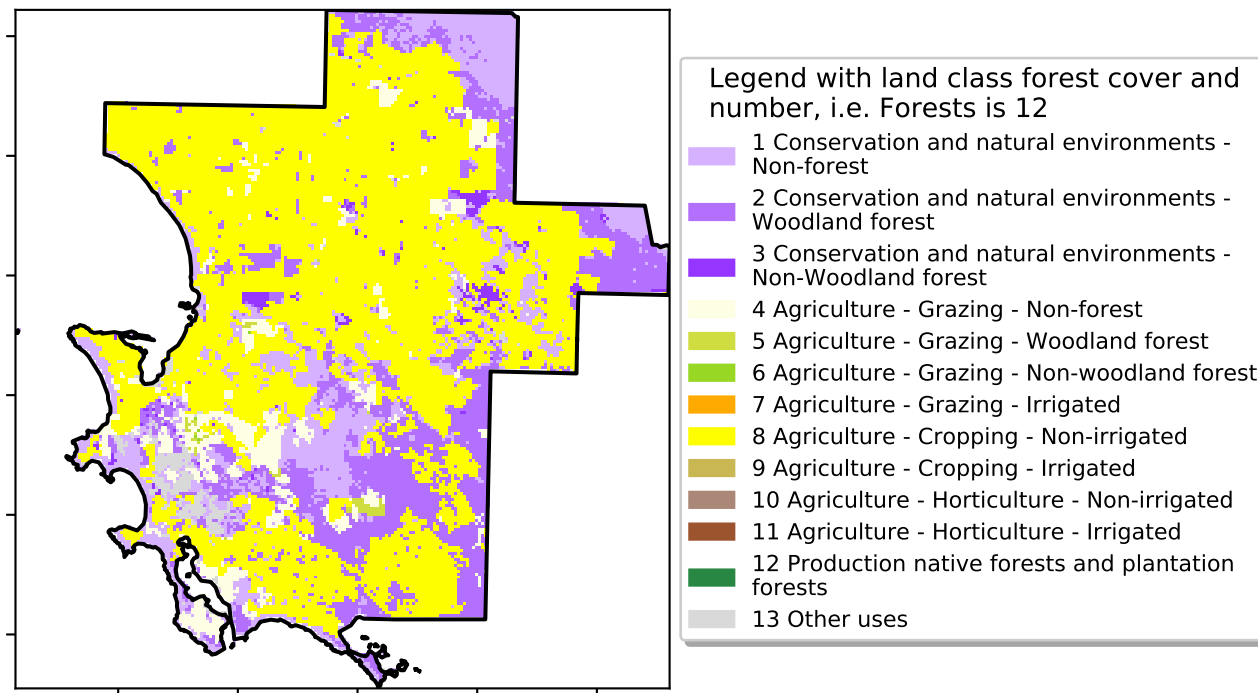 Legend with land class forest cover and
number, i.e. Forests is 12
1 Conservation and natural environments -
Non-forest
2 Conservation and natural environments -
Woodland forest
3 Conservation and natural environments -
Non-Woodland forest
4 Agriculture - Grazing - Non-forest
5 Agriculture - Grazing - Woodland forest
6 Agriculture - Grazing - Non-woodland forest
7 Agriculture - Grazing - Irrigated
8 Agriculture - Cropping - Non-irrigated
9 Agriculture - Cropping - Irrigated
10 Agriculture - Horticulture - Non-irrigated
11 Agriculture - Horticulture - Irrigated
12 Production native forests and plantation
forests
13 Other uses